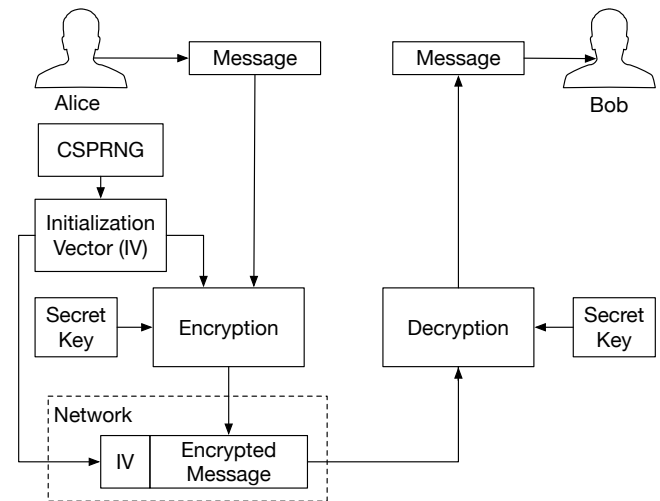 Message
Message
Alice
Bob
CSPRNG
Initialization
Vector (IV)
Secret
Key
Encryption
Decryption
Secret
Key
Network
IV
Encrypted
Message